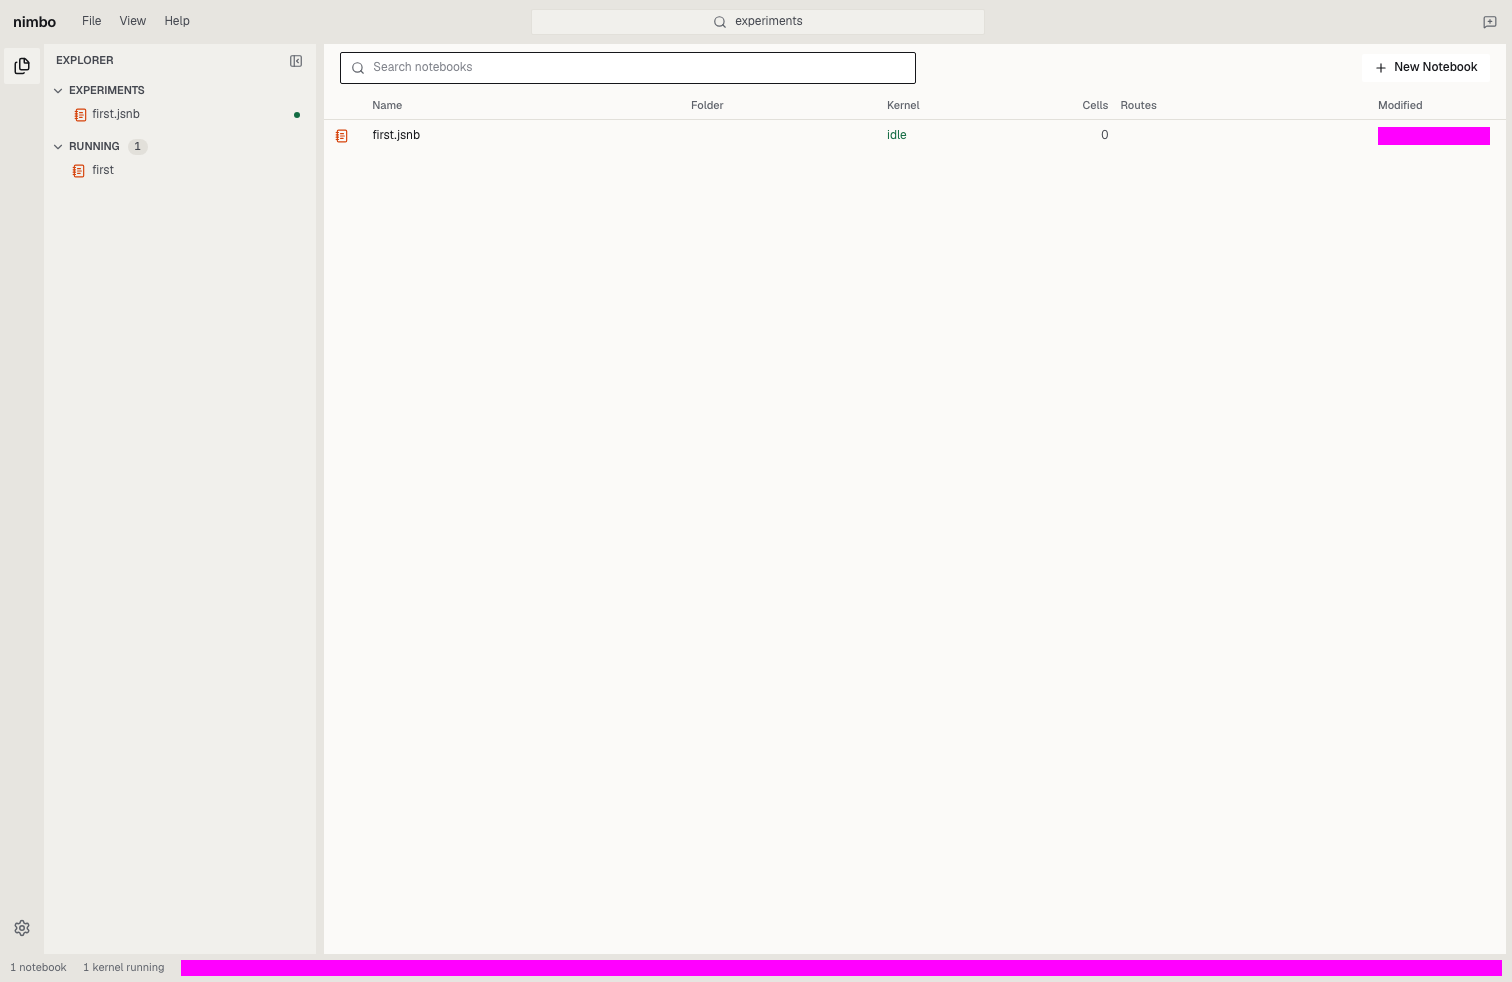 nimbo File View Help experiments
EXPLORER
EXPERIMENTS
first.jsnb
RUNNING 1
first
Search notebooks
New Notebook
Name Folder Kernel Cells Routes Modified
first.jsnb idle 0
1 notebook 1 kernel running